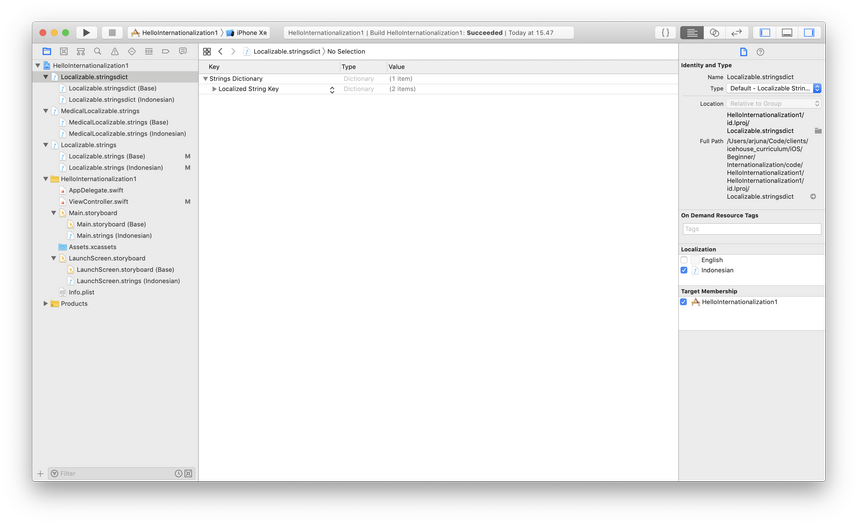 HelloInternationalization1 iPhone Xʀ
HelloInternationalization1 | Build HelloInternationalization1: Succeeded | Today at 15.47
Localizable.stringsdict No Selection
HelloInternationalization1
Localizable.stringsdict
Localizable.stringsdict (Base)
Localizable.stringsdict (Indonesian)
MedicalLocalizable.strings
MedicalLocalizable.strings (Base)
MedicalLocalizable.strings (Indonesian)
Localizable.strings
Localizable.strings (Base) M
Localizable.strings (Indonesian) M
HelloInternationalization1
AppDelegate.swift
ViewController.swift M
Main.storyboard
Main.storyboard (Base)
Main.strings (Indonesian)
Assets.xcassets
LaunchScreen.storyboard
LaunchScreen.storyboard (Base)
LaunchScreen.strings (Indonesian)
Info.plist
Products
Filter
Key Type Value
Strings Dictionary Dictionary (1 item)
Localized String Key Dictionary (2 items)
Identity and Type
Name Localizable.stringsdict
Type Default - Localizable Strin...
Location Relative to Group
HelloInternationalization1/
id.lproj/
Localizable.stringsdict
Full Path /Users/arjuna/Code/clients/
icehouse_curriculum/iOS/
Beginner/
Internationalization/code/
HelloInternationalization1/
HelloInternationalization1/
id.lproj/
Localizable.stringsdict
On Demand Resource Tags
Tags
Localization
English
Indonesian
Target Membership
HelloInternationalization1